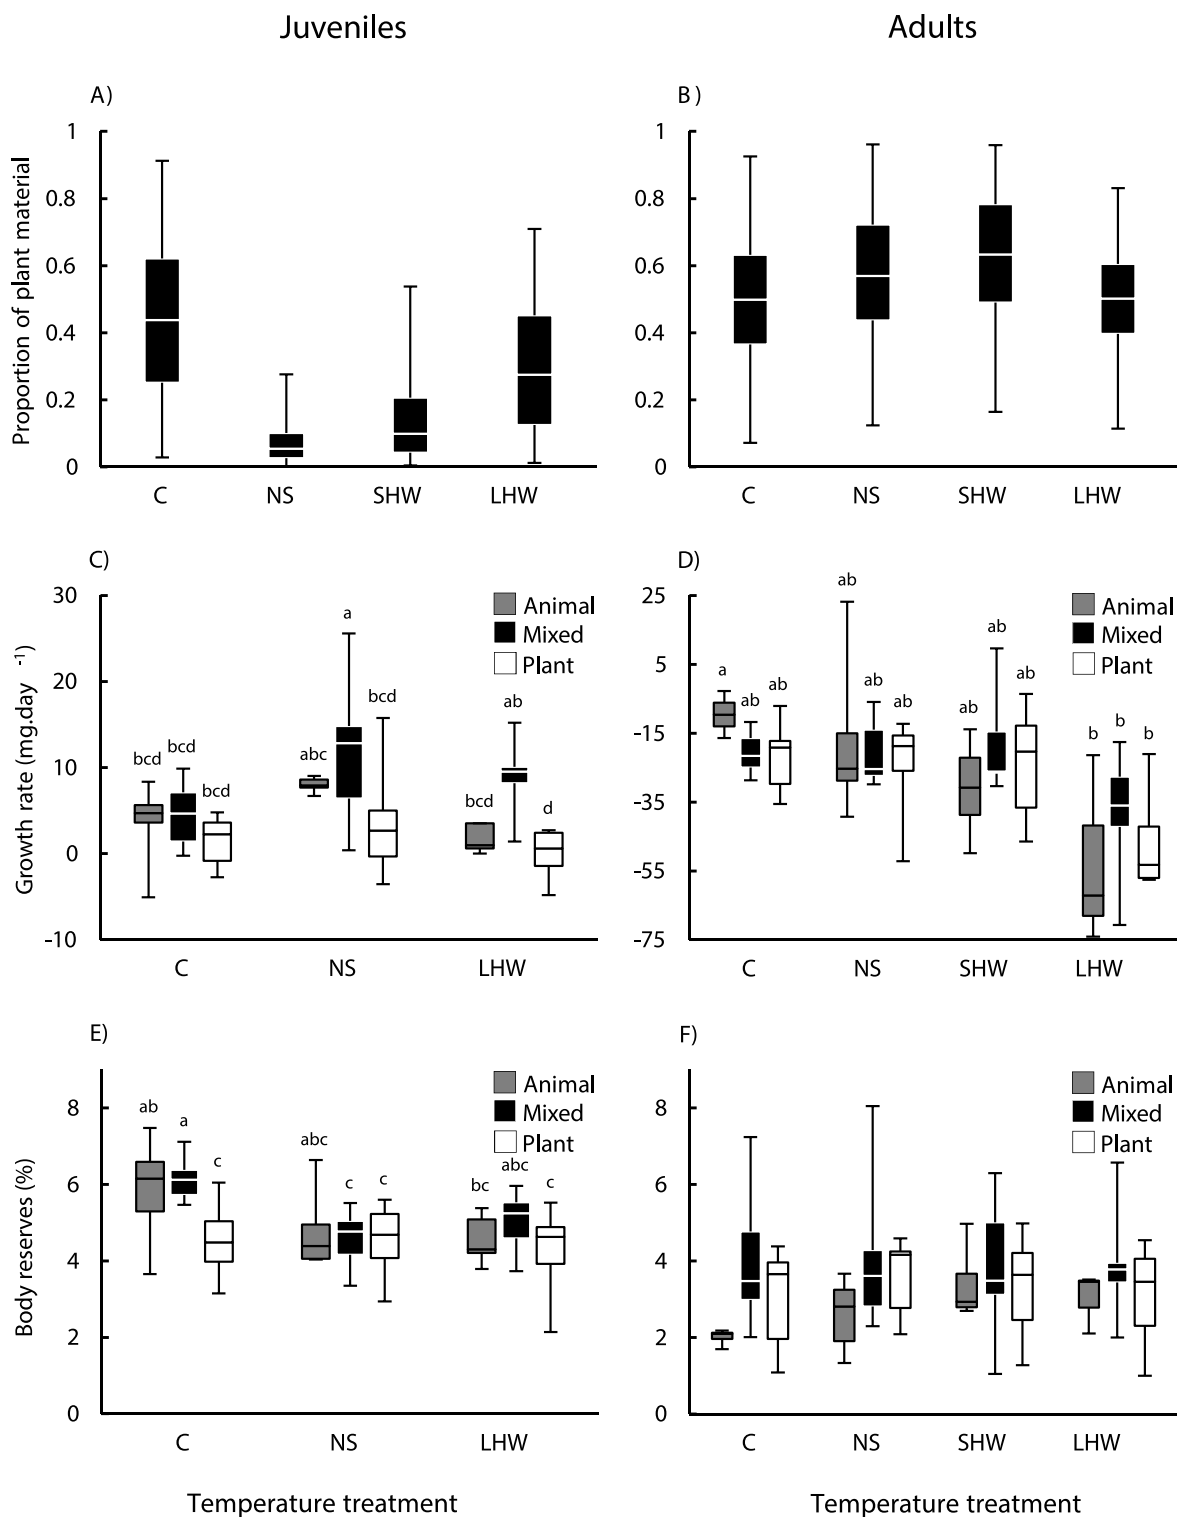 Juveniles
Adults
A)
B )
Proportion of plant material
1
0.8
0.6
0.4
0.2
0
C
NS
SHW
LHW
1
0.8
0.6
0.4
0.2
0
C
NS
SHW
LHW
C)
Growth rate (mg.day -1)
30
20
10
0
-10
Animal
Mixed
Plant
bcd
bcd
bcd
abc
a
bcd
bcd
ab
d
C
NS
LHW
D)
25
5
-15
-35
-55
-75
Animal
Mixed
Plant
a
ab
ab
ab
ab
ab
ab
ab
ab
b
b
b
C
NS
SHW
LHW
E)
Body reserves (%)
8
6
4
2
0
Animal
Mixed
Plant
ab
a
c
abc
c
c
bc
abc
c
C
NS
LHW
Temperature treatment
F)
8
6
4
2
0
Animal
Mixed
Plant
C
NS
SHW
LHW
Temperature treatment